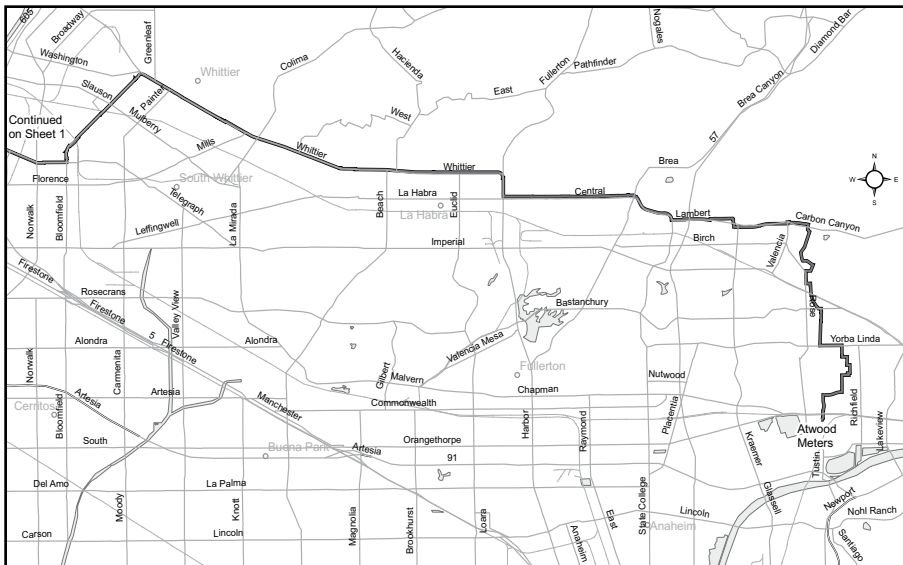 605
Broadway
Washington
Greenleaf
Whittier
Colima
Hacienda
Nogales
Diamond Bar
Fullerton
Pathfinder
East
Brea Canyon
Slauson
Painter
Mulberry
West
57
Continued
on Sheet 1
Mills
Whittier
Whittier
Brea
N
W
E
S
Florence
South Whittier
Telegraph
La Habra
La Habra
Beach
Euclid
Central
Lambert
Carbon Canyon
Norwalk
Bloomfield
Leffingwell
La Mirada
Imperial
Birch
Valencia
Rosecrans
Firestone
Firestone
5
Firestone
Valley View
Bastanchury
Rose
Alondra
Alondra
Valencia Mesa
Yorba Linda
Norwalk
Carmenita
Gilbert
Malvern
Fullerton
Chapman
Nutwood
Artesia
Artesia
Cerritos
Bloomfield
Manchester
Commonwealth
Placentia
Richfield
Lakeview
Harbor
Raymond
Atwood
Meters
South
Buena Park
Artesia
Orangethorpe
91
Kraemer
Tustin
Del Amo
La Palma
Glassell
Newport
Moody
Knott
Magnolia
Brookhurst
Loara
State College
East
Anaheim
Anaheim
Lincoln
Nohl Ranch
Santiago
Carson
Lincoln